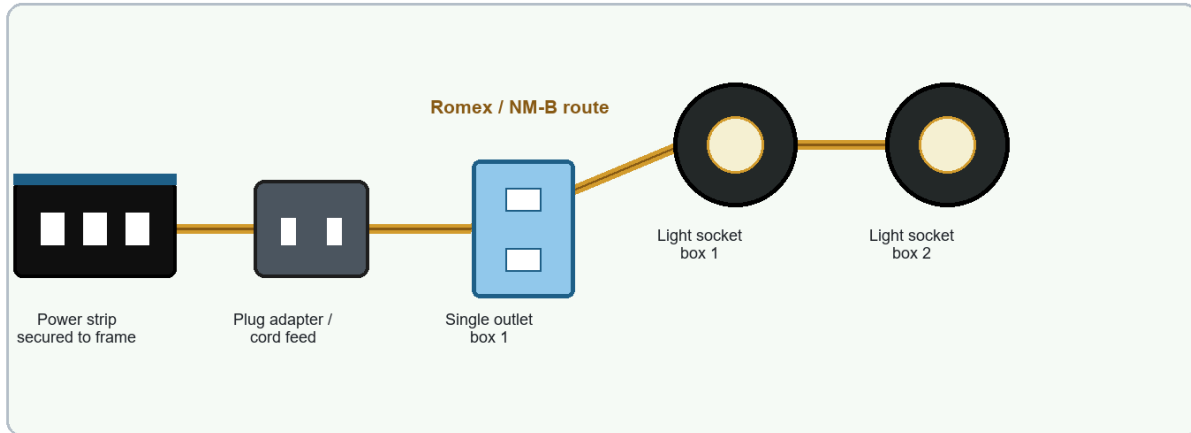 Romex / NM-B route
Power strip
secured to frame
Plug adapter /
cord feed
Single outlet
box 1
Light socket
box 1
Light socket
box 2